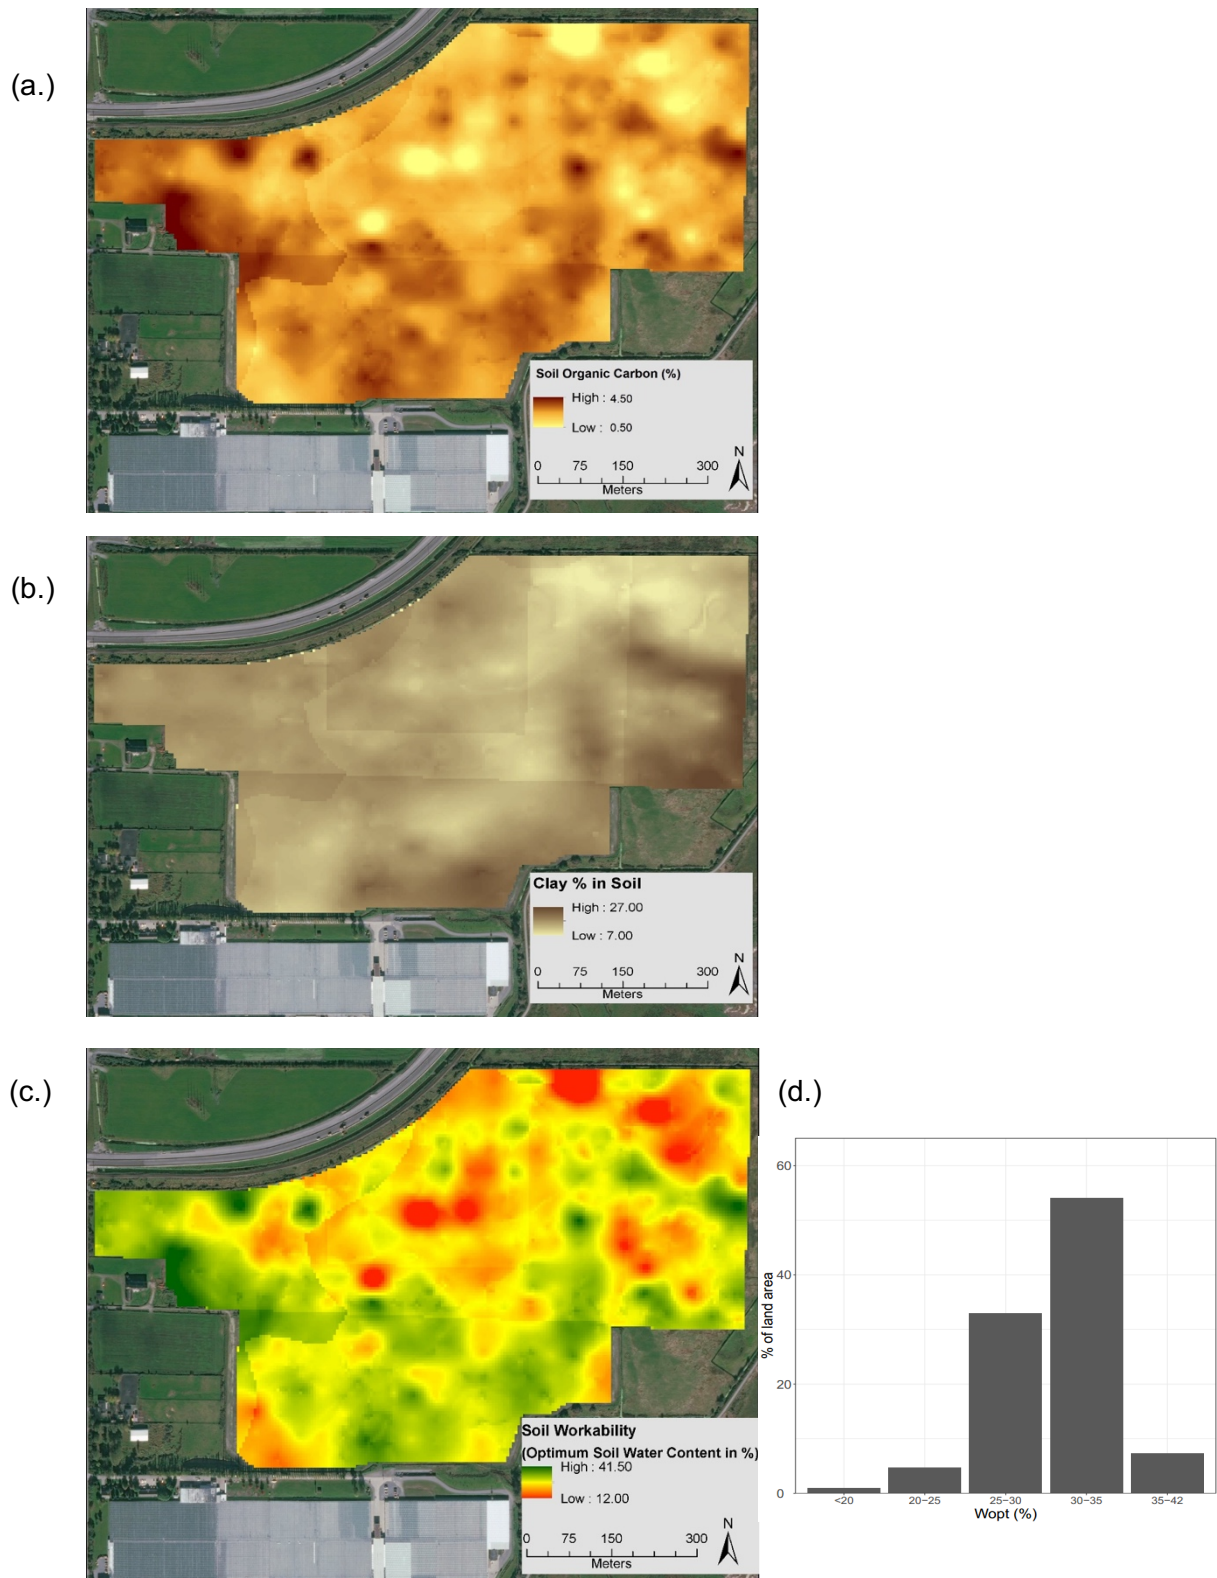 (a.)
Soil Organic Carbon (%)
High : 4.50
Low : 0.50
N
0 75 150 300
Meters
(b.)
Clay % in Soil
High : 27.00
Low : 7.00
N
0 75 150 300
Meters
(c.)
Soil Workability
(Optimum Soil Water Content in %)
High : 41.50
Low : 12.00
N
0 75 150 300
Meters
(d.)
% of land area
60
40
20
0
<20 20-25 25-30 30-35 35-42
Wopt (%)